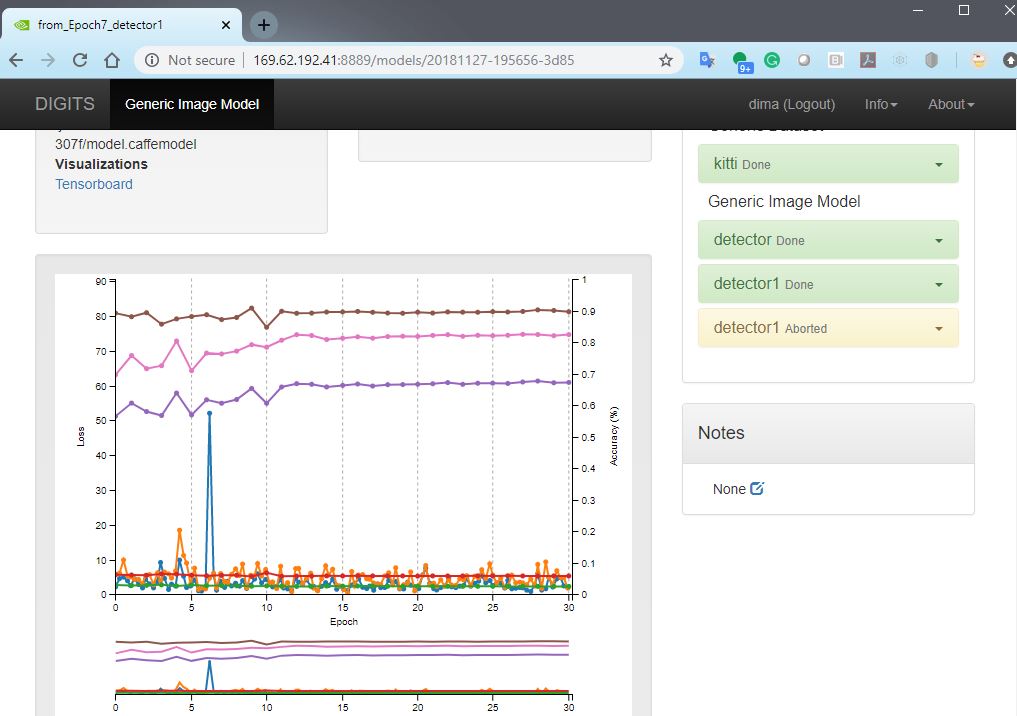 from_Epoch7_detector1
Not secure
169.62.192.41:8889/models/20181127-195656-3d85
9+
DIGITS
Generic Image Model
dima (Logout)
Info
About
307f/model.caffemodel
Visualizations
Tensorboard
Generic Dataset
kitti Done
Generic Image Model
detector Done
detector1 Done
detector1 Aborted
Notes
None
90
80
70
60
50
40
30
20
10
0
Loss
1
0.9
0.8
0.7
0.6
0.5
0.4
0.3
0.2
0.1
0
Accuracy (%)
0 5 10 15 20 25 30
Epoch
0 5 10 15 20 25 30